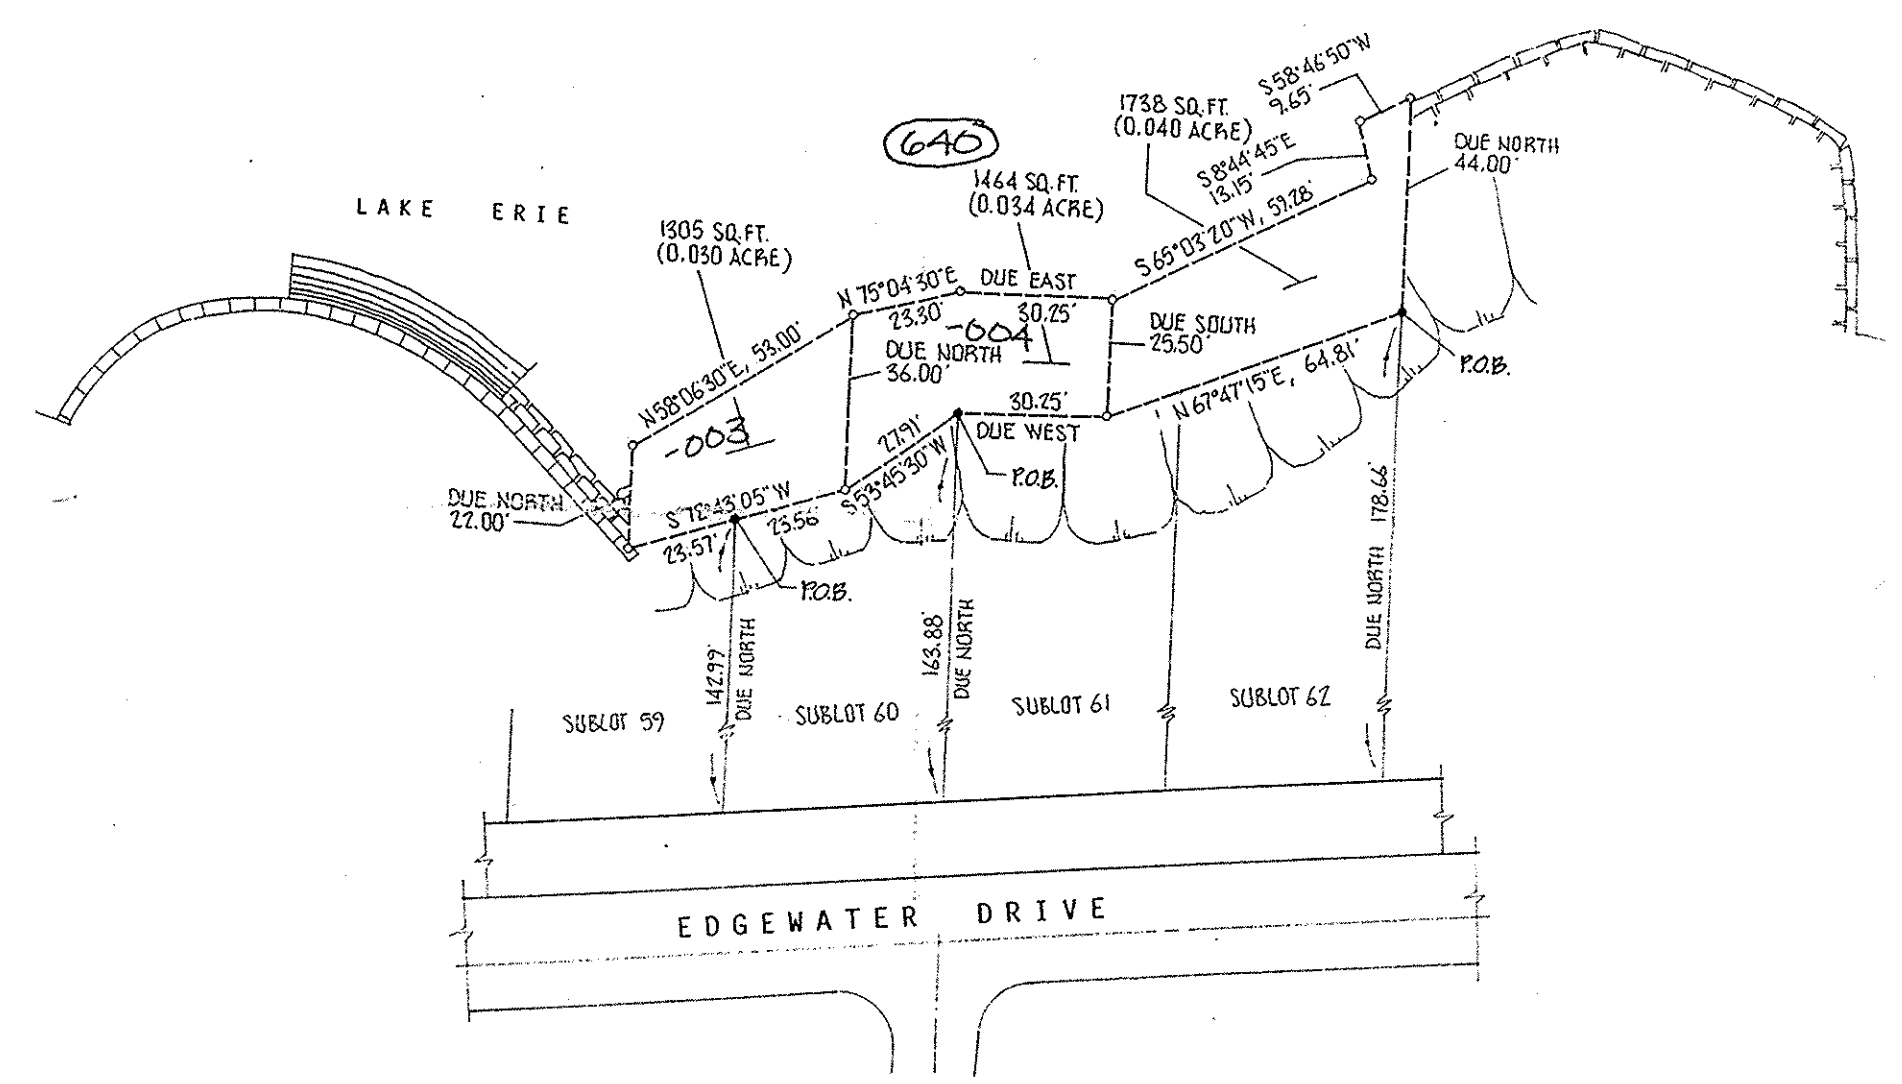 S 58°46'50"W
9.65'
1738 SQ.FT.
(0.040 ACRE)
640
S 8°44'45"E
13.15'
DUE NORTH
44.00'
1464 SQ.FT.
(0.034 ACRE)
LAKE ERIE
1305 SQ.FT.
(0.030 ACRE)
S 65°03'20"W, 59.28'
N 75°04'30"E
23.30'
DUE EAST
30.25'
-004
DUE SOUTH
25.50'
N 58°06'30"E, 53.00'
DUE NORTH
36.00'
P.O.B.
N 67°47'15"E, 64.81'
30.25'
DUE WEST
-003
27.91'
S 53°45'30"W
P.O.B.
DUE NORTH
22.00'
S 78°43'05"W
23.57'
23.56'
P.O.B.
142.99'
DUE NORTH
163.88'
DUE NORTH
DUE NORTH 178.66'
SUBLOT 59
SUBLOT 60
SUBLOT 61
SUBLOT 62
EDGEWATER DRIVE